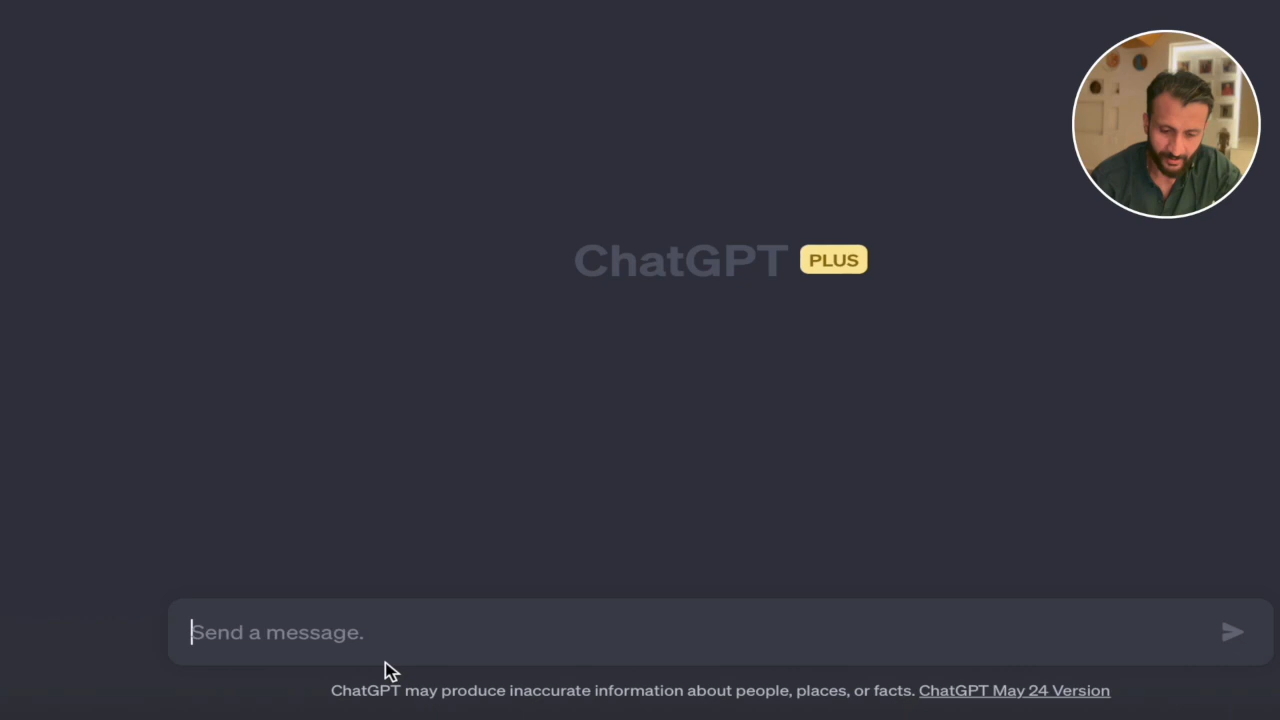 ChatGPT PLUS
Send a message.
ChatGPT may produce inaccurate information about people, places, or facts. ChatGPT May 24 Version